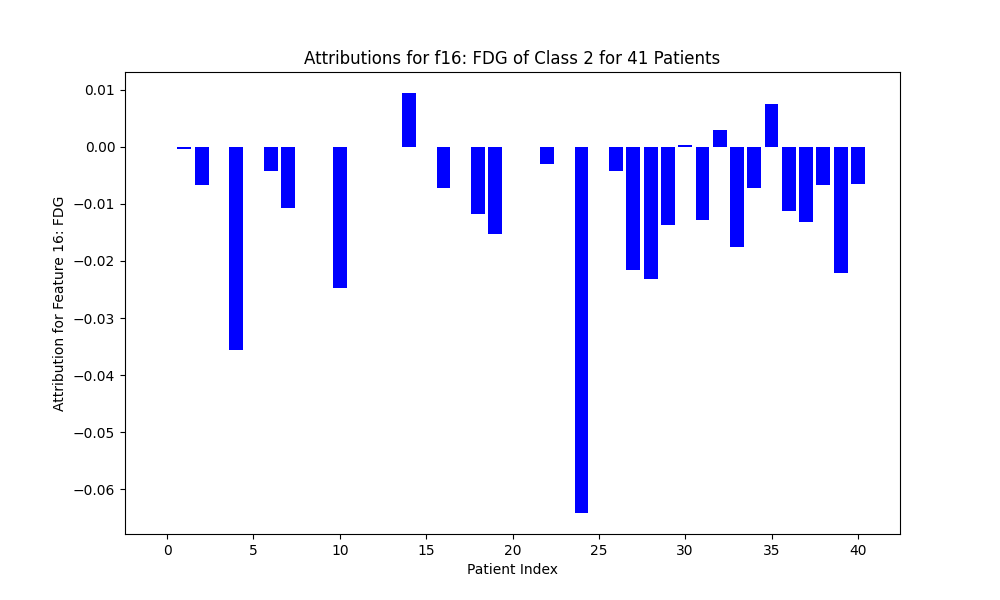 Attributions for f16: FDG of Class 2 for 41 Patients
Attribution for Feature 16: FDG
0.01
0.00
−0.01
−0.02
−0.03
−0.04
−0.05
−0.06
0 5 10 15 20 25 30 35 40
Patient Index